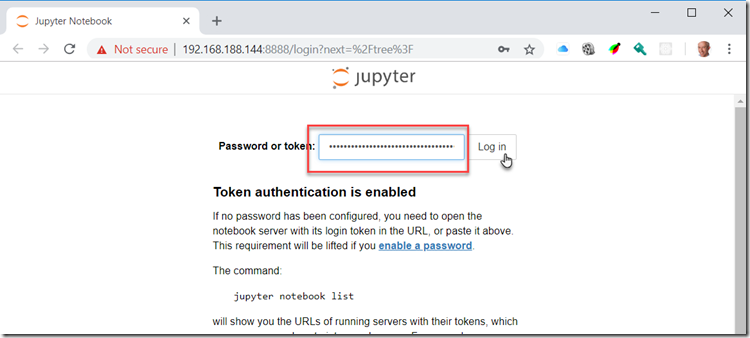 Jupyter Notebook
Not secure | 192.168.188.144:8888/login?next=%2Ftree%3F
jupyter
Password or token: •••••••••••••••••••••••••••••••••• Log in
Token authentication is enabled
If no password has been configured, you need to open the
notebook server with its login token in the URL, or paste it above.
This requirement will be lifted if you enable a password.
The command:
jupyter notebook list
will show you the URLs of running servers with their tokens, which